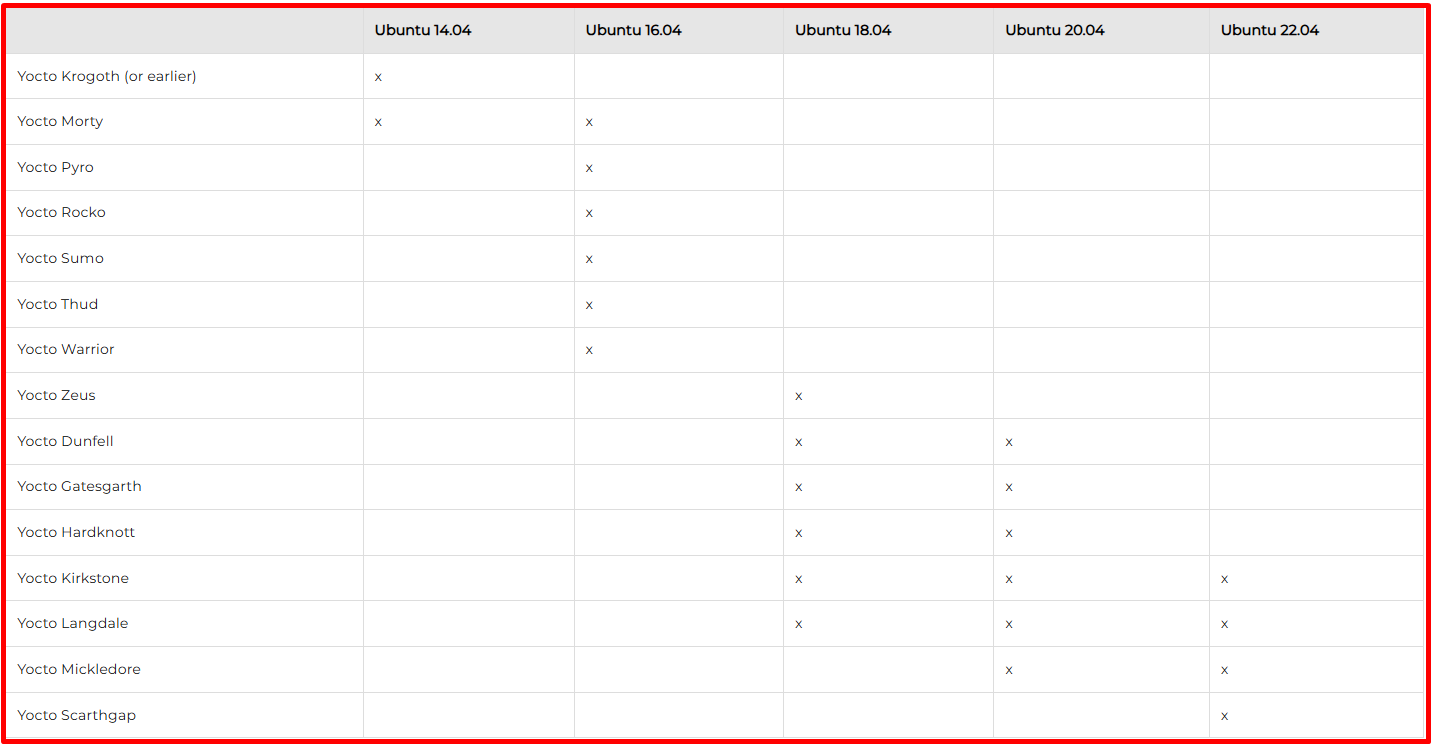 Ubuntu 14.04 Ubuntu 16.04 Ubuntu 18.04 Ubuntu 20.04 Ubuntu 22.04
Yocto Krogoth (or earlier) x
Yocto Morty x x
Yocto Pyro x
Yocto Rocko x
Yocto Sumo x
Yocto Thud x
Yocto Warrior x
Yocto Zeus x
Yocto Dunfell x x
Yocto Gatesgarth x x
Yocto Hardknott x x
Yocto Kirkstone x x x
Yocto Langdale x x x
Yocto Mickledore x x
Yocto Scarthgap x